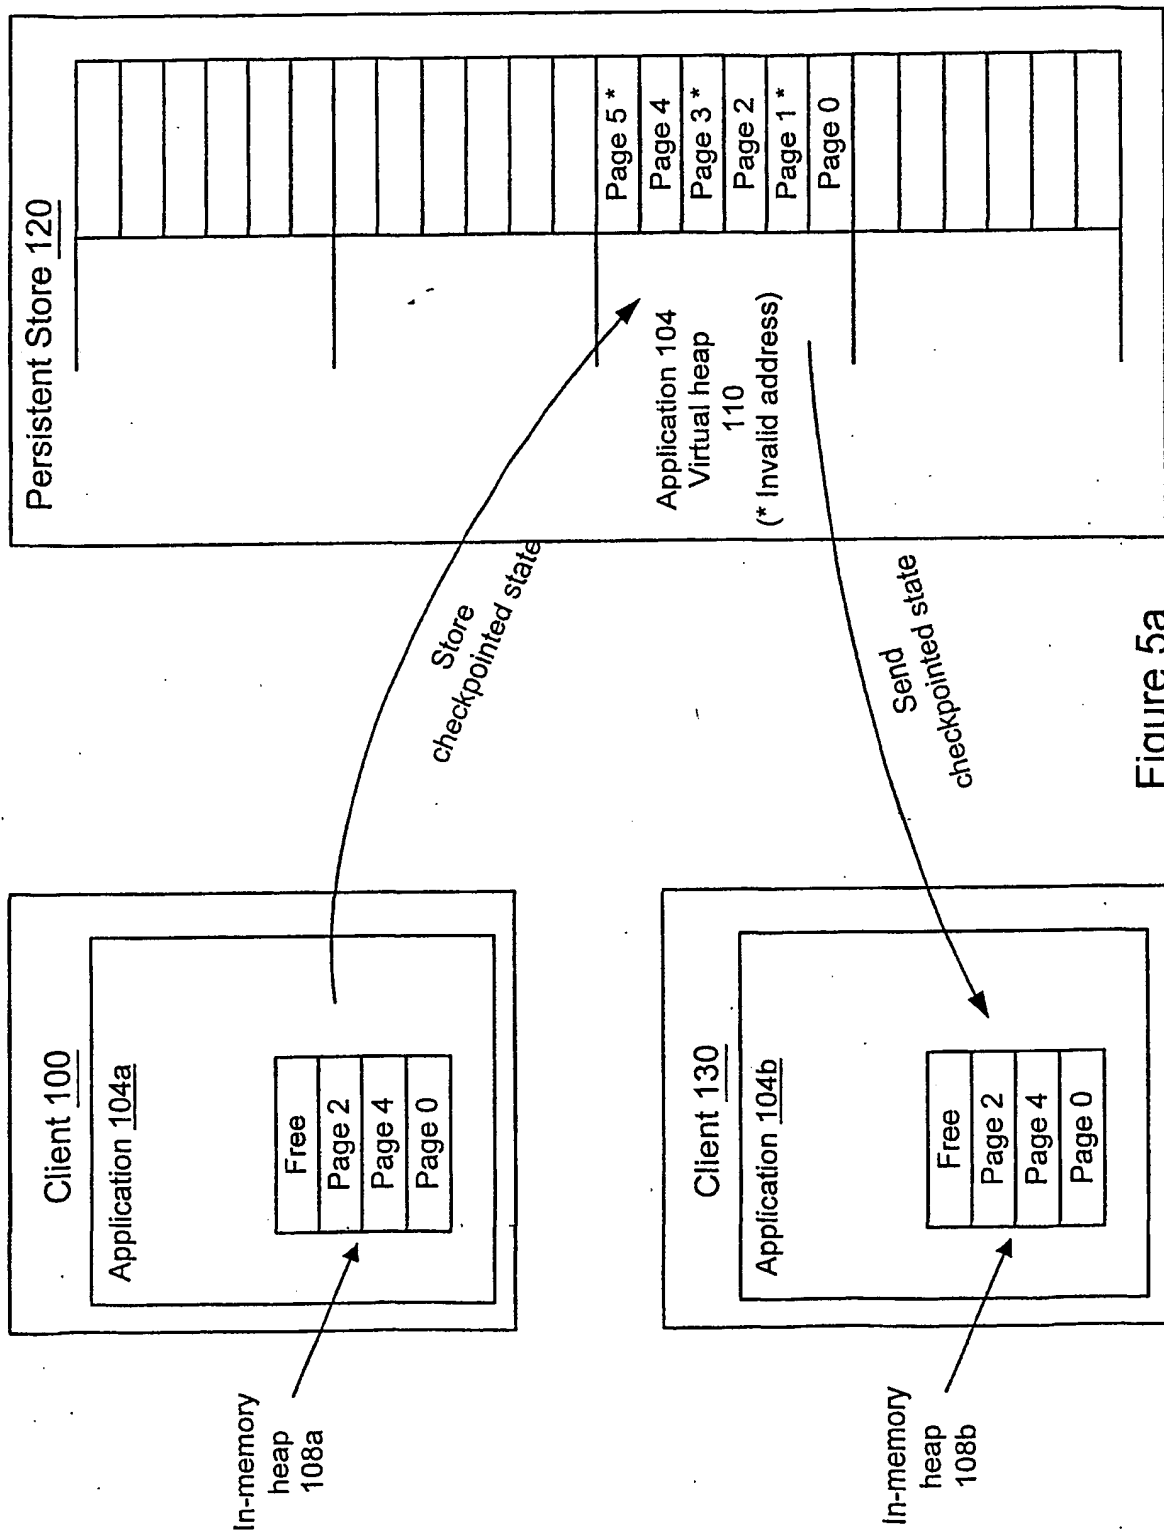 Persistent Store 120
Page 5 *
Page 4
Page 3 *
Page 2
Page 1 *
Page 0
Application 104
Virtual heap
110
(* Invalid address)
Store
checkpointed state
Send
checkpointed state
Client 100
Application 104a
Free
Page 2
Page 4
Page 0
In-memory
heap
108a
Client 130
Application 104b
Free
Page 2
Page 4
Page 0
In-memory
heap
108b
Figure 5a